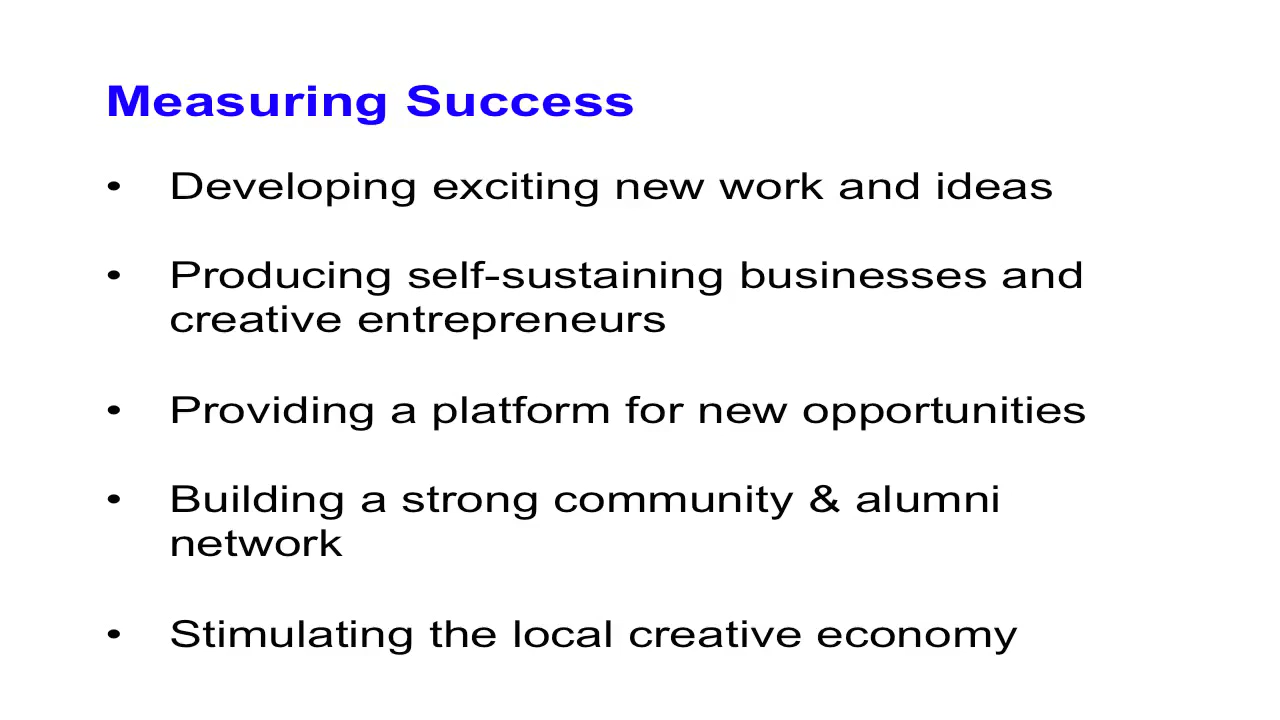 Measuring Success
• Developing exciting new work and ideas
• Producing self-sustaining businesses and
creative entrepreneurs
• Providing a platform for new opportunities
• Building a strong community & alumni
network
• Stimulating the local creative economy